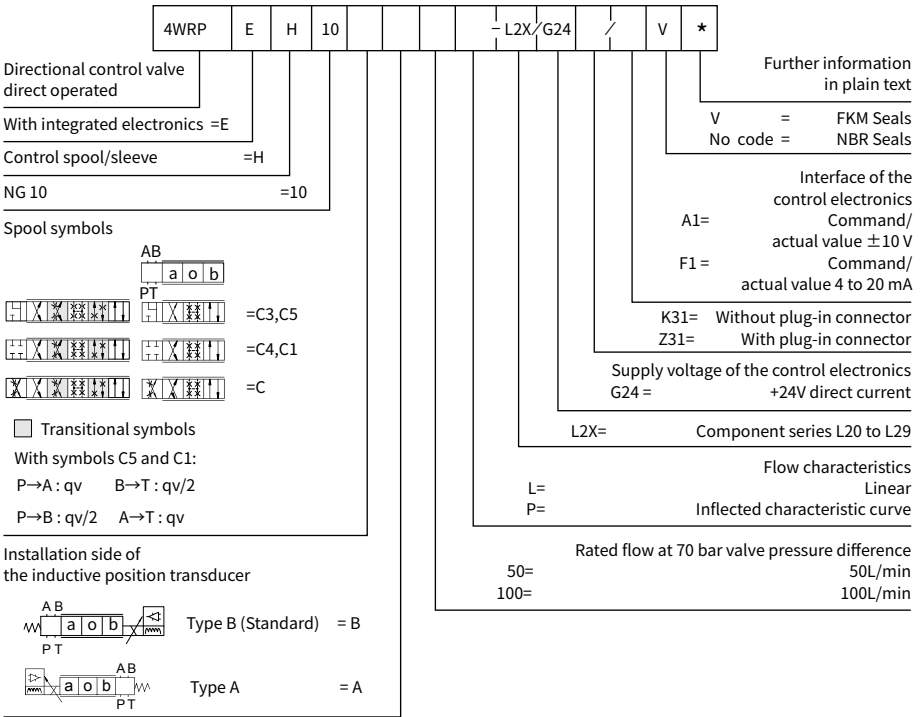 4WRP E H 10 – L2X/G24 / V *
Directional control valve
direct operated
With integrated electronics =E
Control spool/sleeve =H
NG 10 =10
Spool symbols
AB
a o b
PT
=C3,C5
=C4,C1
=C
Transitional symbols
With symbols C5 and C1:
P→A : qv B→T : qv/2
P→B : qv/2 A→T : qv
Installation side of
the inductive position transducer
A B
a o b
P T
Type B (Standard) = B
A B
a o b
P T
Type A = A
Further information
in plain text
V = FKM Seals
No code = NBR Seals
Interface of the
control electronics
A1= Command/
actual value ±10 V
F1 = Command/
actual value 4 to 20 mA
K31= Without plug-in connector
Z31= With plug-in connector
Supply voltage of the control electronics
G24 = +24V direct current
L2X= Component series L20 to L29
Flow characteristics
L= Linear
P= Inflected characteristic curve
Rated flow at 70 bar valve pressure difference
50= 50L/min
100= 100L/min